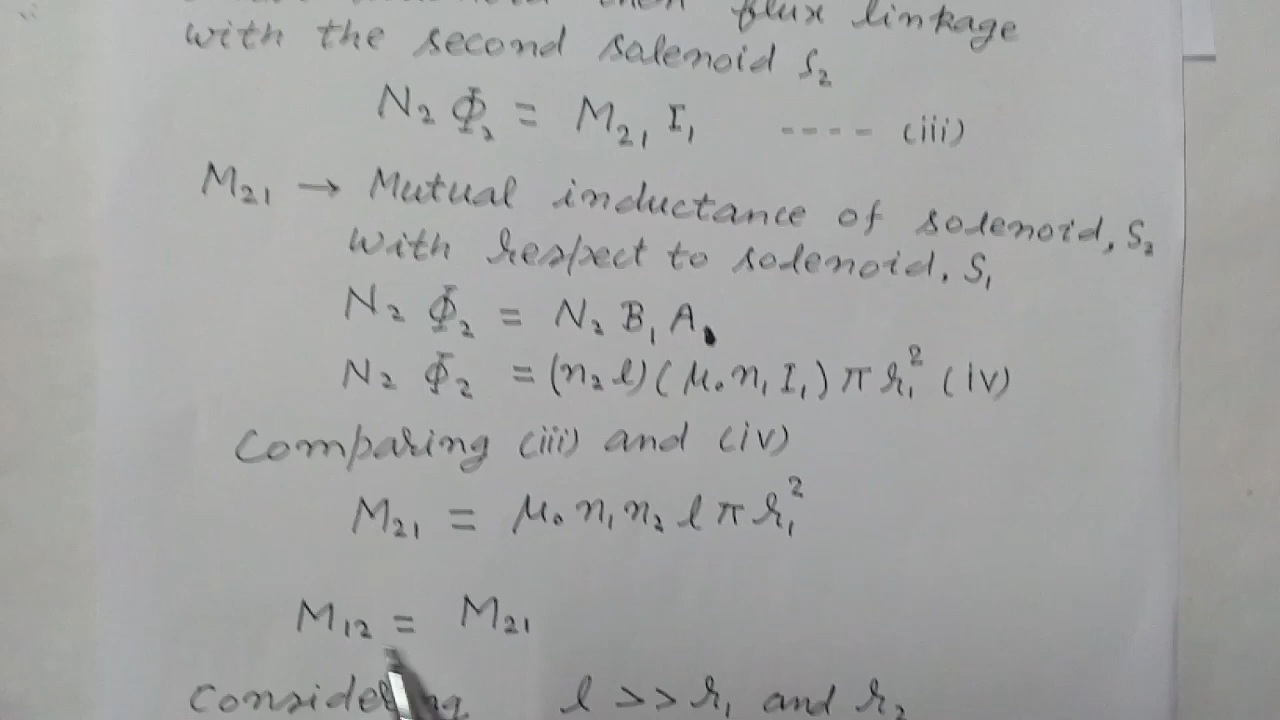 flux linkage
with the second solenoid S₂
N₂ Φ₂ = M₂₁ I₁ ---- (iii)
M₂₁ → Mutual inductance of solenoid, S₂
with respect to solenoid, S₁
N₂ Φ₂ = N₂ B₁ A
N₂ Φ₂ = (n₂ l) (μ₀ n₁ I₁) π r₁² (iv)
Comparing (iii) and (iv)
M₂₁ = μ₀ n₁ n₂ l π r₁²
M₁₂ = M₂₁
Considering l >> r₁ and r₂